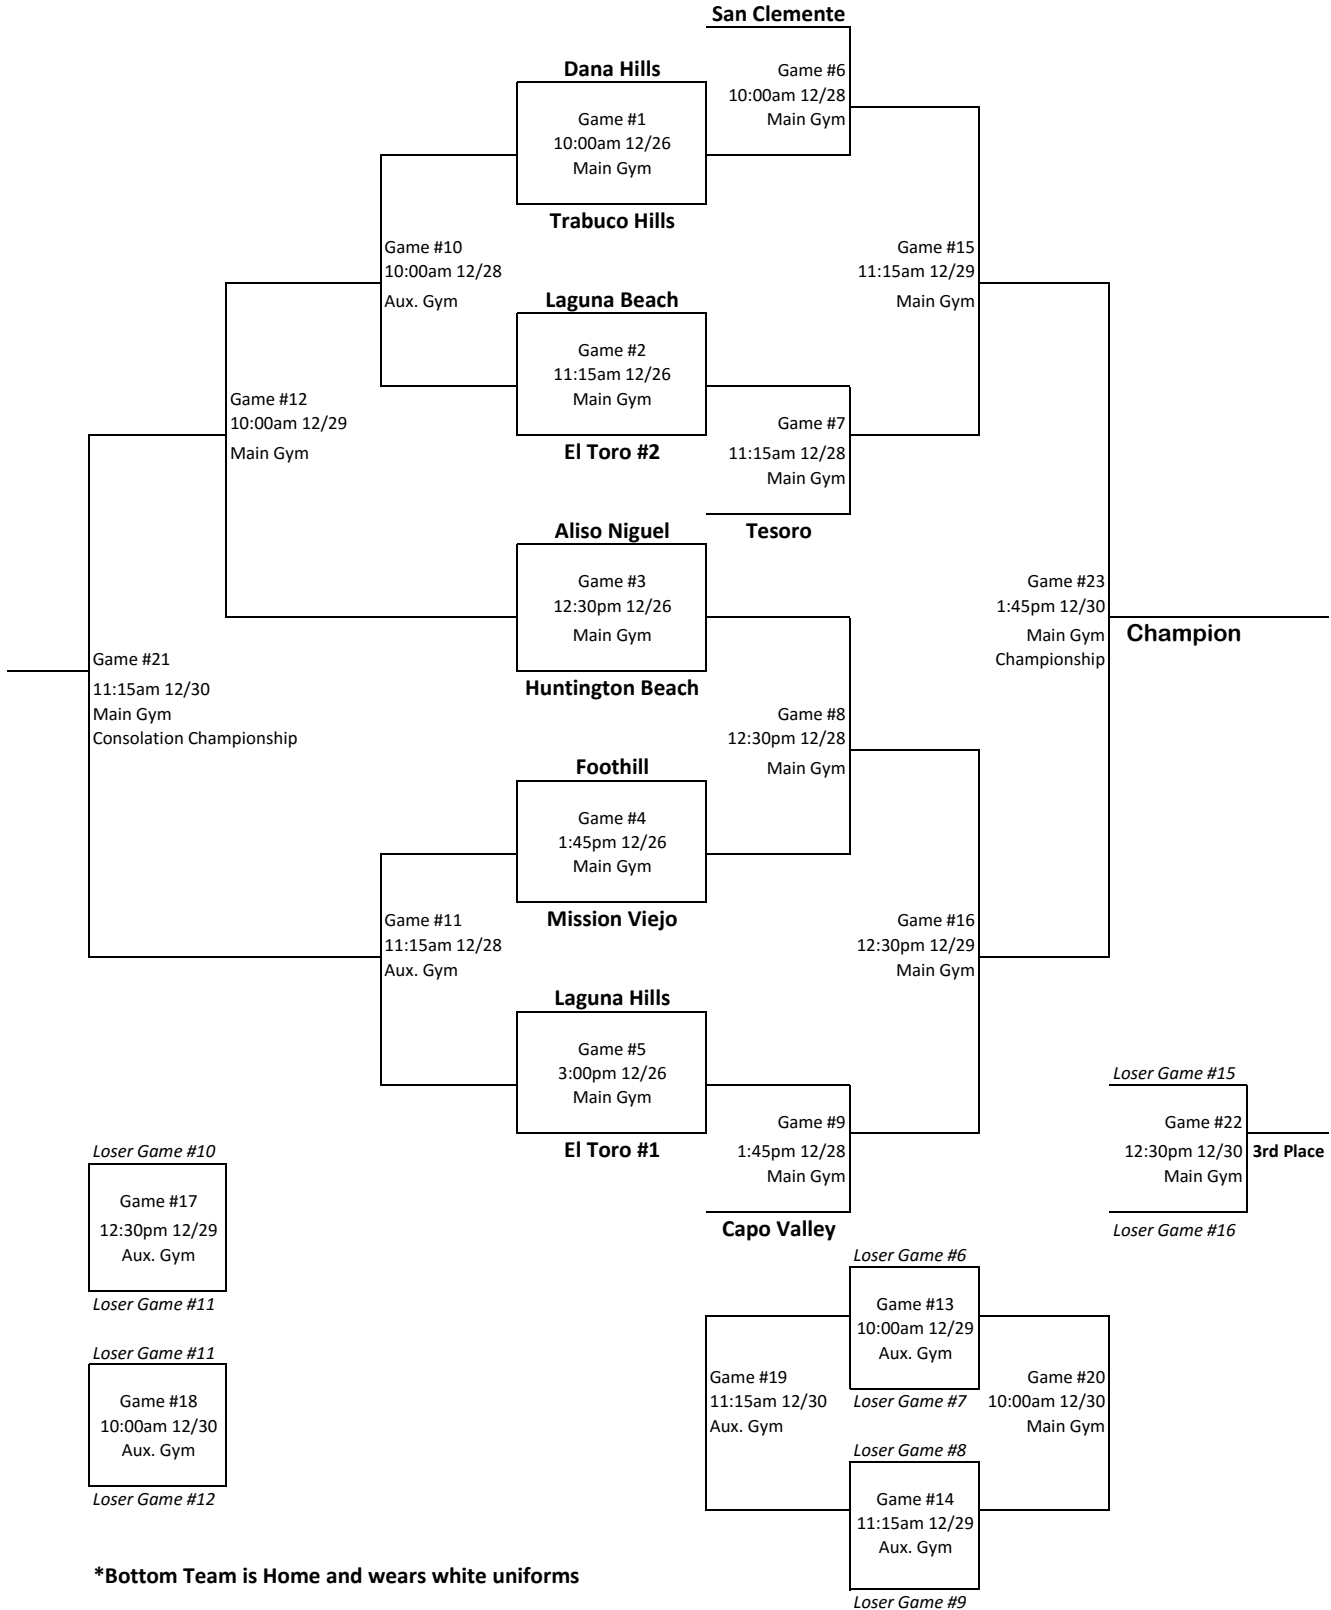 San Clemente
Dana Hills
Game #6
10:00am 12/28
Main Gym
Game #1
10:00am 12/26
Main Gym
Trabuco Hills
Game #10
10:00am 12/28
Aux. Gym
Game #15
11:15am 12/29
Main Gym
Laguna Beach
Game #2
11:15am 12/26
Main Gym
El Toro #2
Game #12
10:00am 12/29
Main Gym
Game #7
11:15am 12/28
Main Gym
Tesoro
Aliso Niguel
Game #3
12:30pm 12/26
Main Gym
Huntington Beach
Game #23
1:45pm 12/30
Main Gym
Championship
Champion
Game #21
11:15am 12/30
Main Gym
Consolation Championship
Game #8
12:30pm 12/28
Main Gym
Foothill
Game #4
1:45pm 12/26
Main Gym
Mission Viejo
Game #11
11:15am 12/28
Aux. Gym
Game #16
12:30pm 12/29
Main Gym
Laguna Hills
Game #5
3:00pm 12/26
Main Gym
El Toro #1
Game #9
1:45pm 12/28
Main Gym
Capo Valley
Loser Game #15
Game #22
12:30pm 12/30
Main Gym
3rd Place
Loser Game #16
Loser Game #10
Game #17
12:30pm 12/29
Aux. Gym
Loser Game #11
Loser Game #11
Game #18
10:00am 12/30
Aux. Gym
Loser Game #12
Loser Game #6
Game #13
10:00am 12/29
Aux. Gym
Loser Game #7
Game #19
11:15am 12/30
Aux. Gym
Game #20
10:00am 12/30
Main Gym
Loser Game #8
Game #14
11:15am 12/29
Aux. Gym
Loser Game #9
*Bottom Team is Home and wears white uniforms